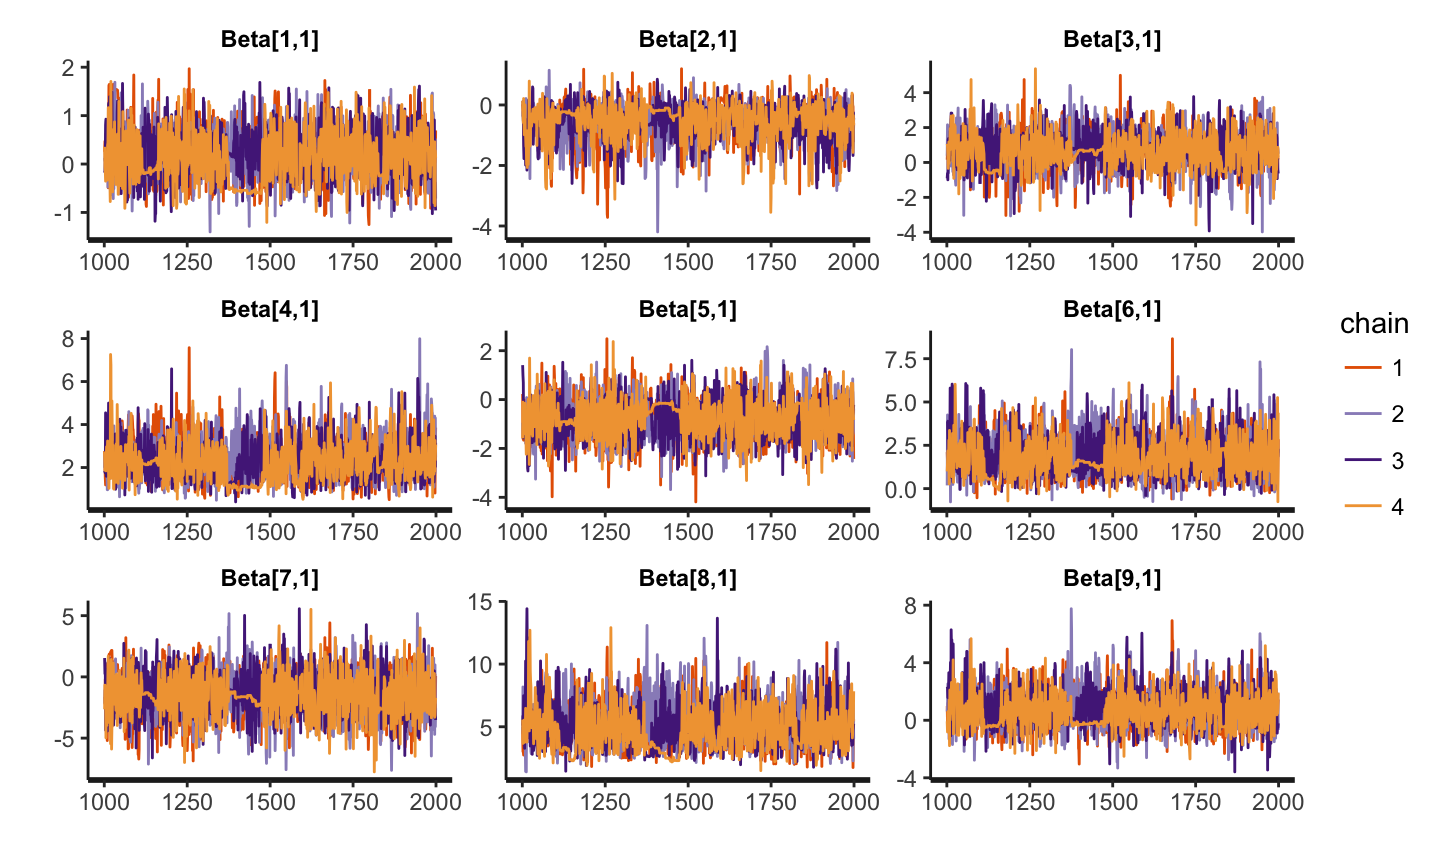 Beta[1,1] Beta[2,1] Beta[3,1]
2 1 0 -1
0 -2 -4
4 2 0 -2 -4
1000 1250 1500 1750 2000 1000 1250 1500 1750 2000 1000 1250 1500 1750 2000
Beta[4,1] Beta[5,1] Beta[6,1]
8 6 4 2
2 0 -2 -4
7.5 5.0 2.5 0.0
1000 1250 1500 1750 2000 1000 1250 1500 1750 2000 1000 1250 1500 1750 2000
Beta[7,1] Beta[8,1] Beta[9,1]
5 0 -5
15 10 5
8 4 0 -4
1000 1250 1500 1750 2000 1000 1250 1500 1750 2000 1000 1250 1500 1750 2000
chain
1
2
3
4